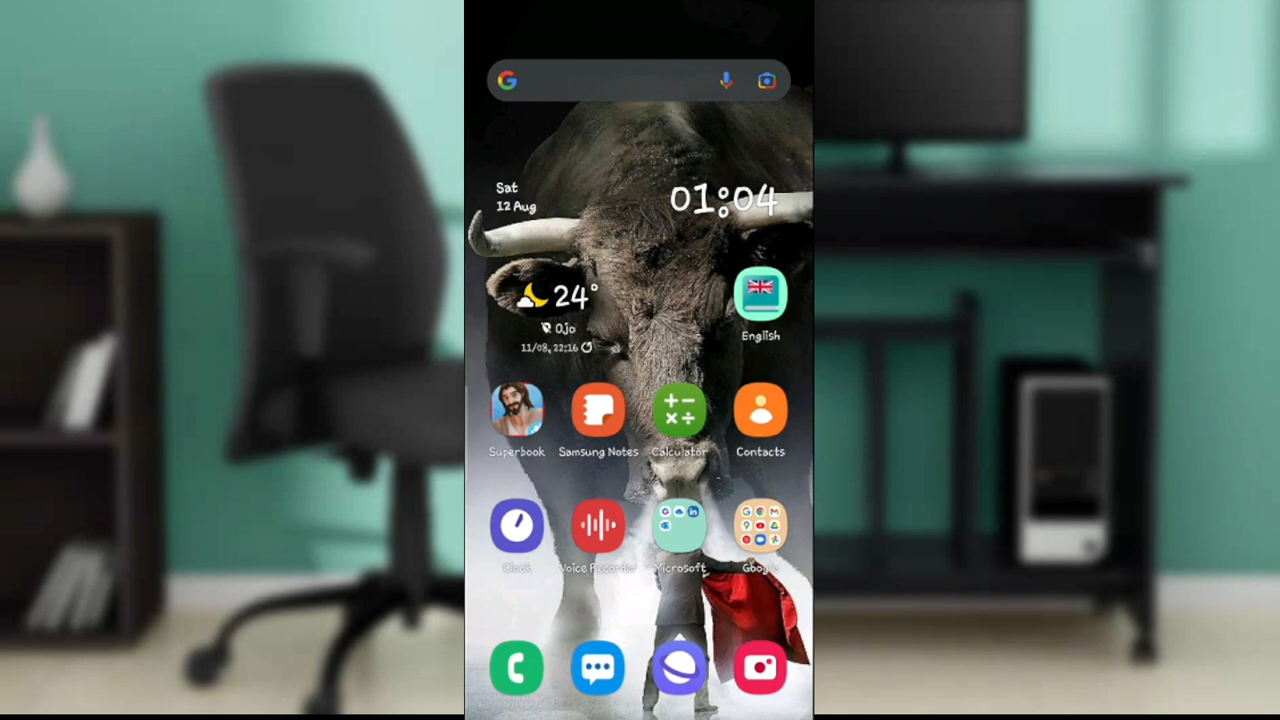 Sat
12 Aug
01:04
24°
Ojo
11/08, 22:16
English
Superbook
Samsung Notes
Calculator
Contacts
Clock
Voice Recorder
Microsoft
Google